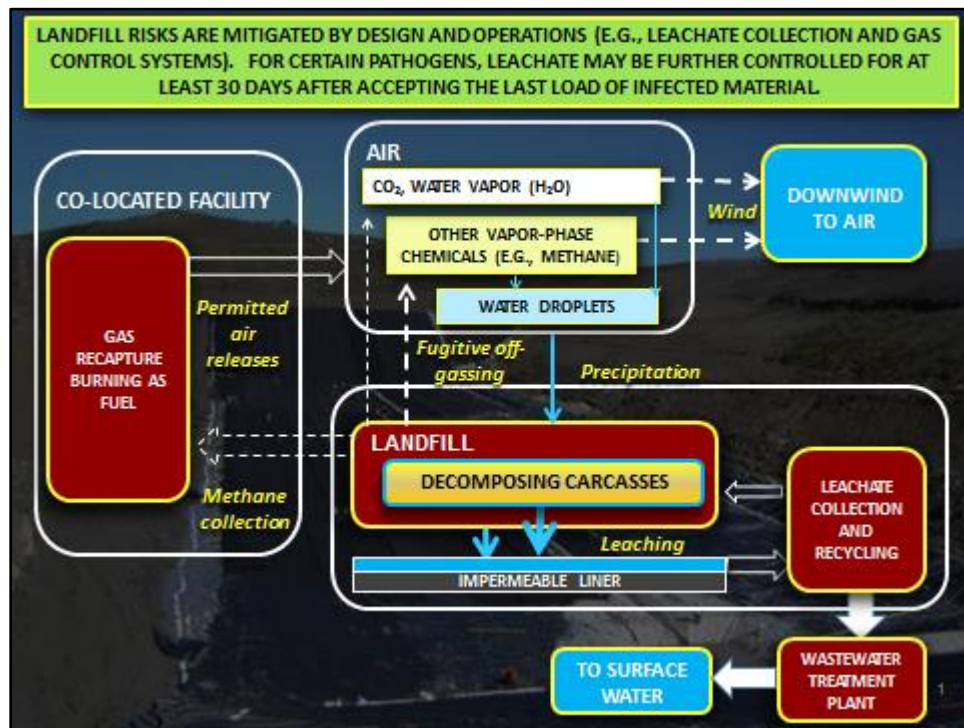 LANDFILL RISKS ARE MITIGATED BY DESIGN AND OPERATIONS (E.G., LEACHATE COLLECTION AND GAS
CONTROL SYSTEMS).   FOR CERTAIN PATHOGENS, LEACHATE MAY BE FURTHER CONTROLLED FOR AT
LEAST 30 DAYS AFTER ACCEPTING THE LAST LOAD OF INFECTED MATERIAL.
AIR
CO₂, WATER VAPOR (H₂O)
OTHER VAPOR-PHASE
CHEMICALS (E.G., METHANE)
WATER DROPLETS
Wind
DOWNWIND
TO AIR
CO-LOCATED FACILITY
GAS
RECAPTURE
BURNING AS
FUEL
Permitted
air
releases
Fugitive off-
gassing
Precipitation
Methane
collection
LANDFILL
DECOMPOSING CARCASSES
Leaching
IMPERMEABLE LINER
LEACHATE
COLLECTION
AND
RECYCLING
WASTEWATER
TREATMENT
PLANT
TO SURFACE
WATER
1